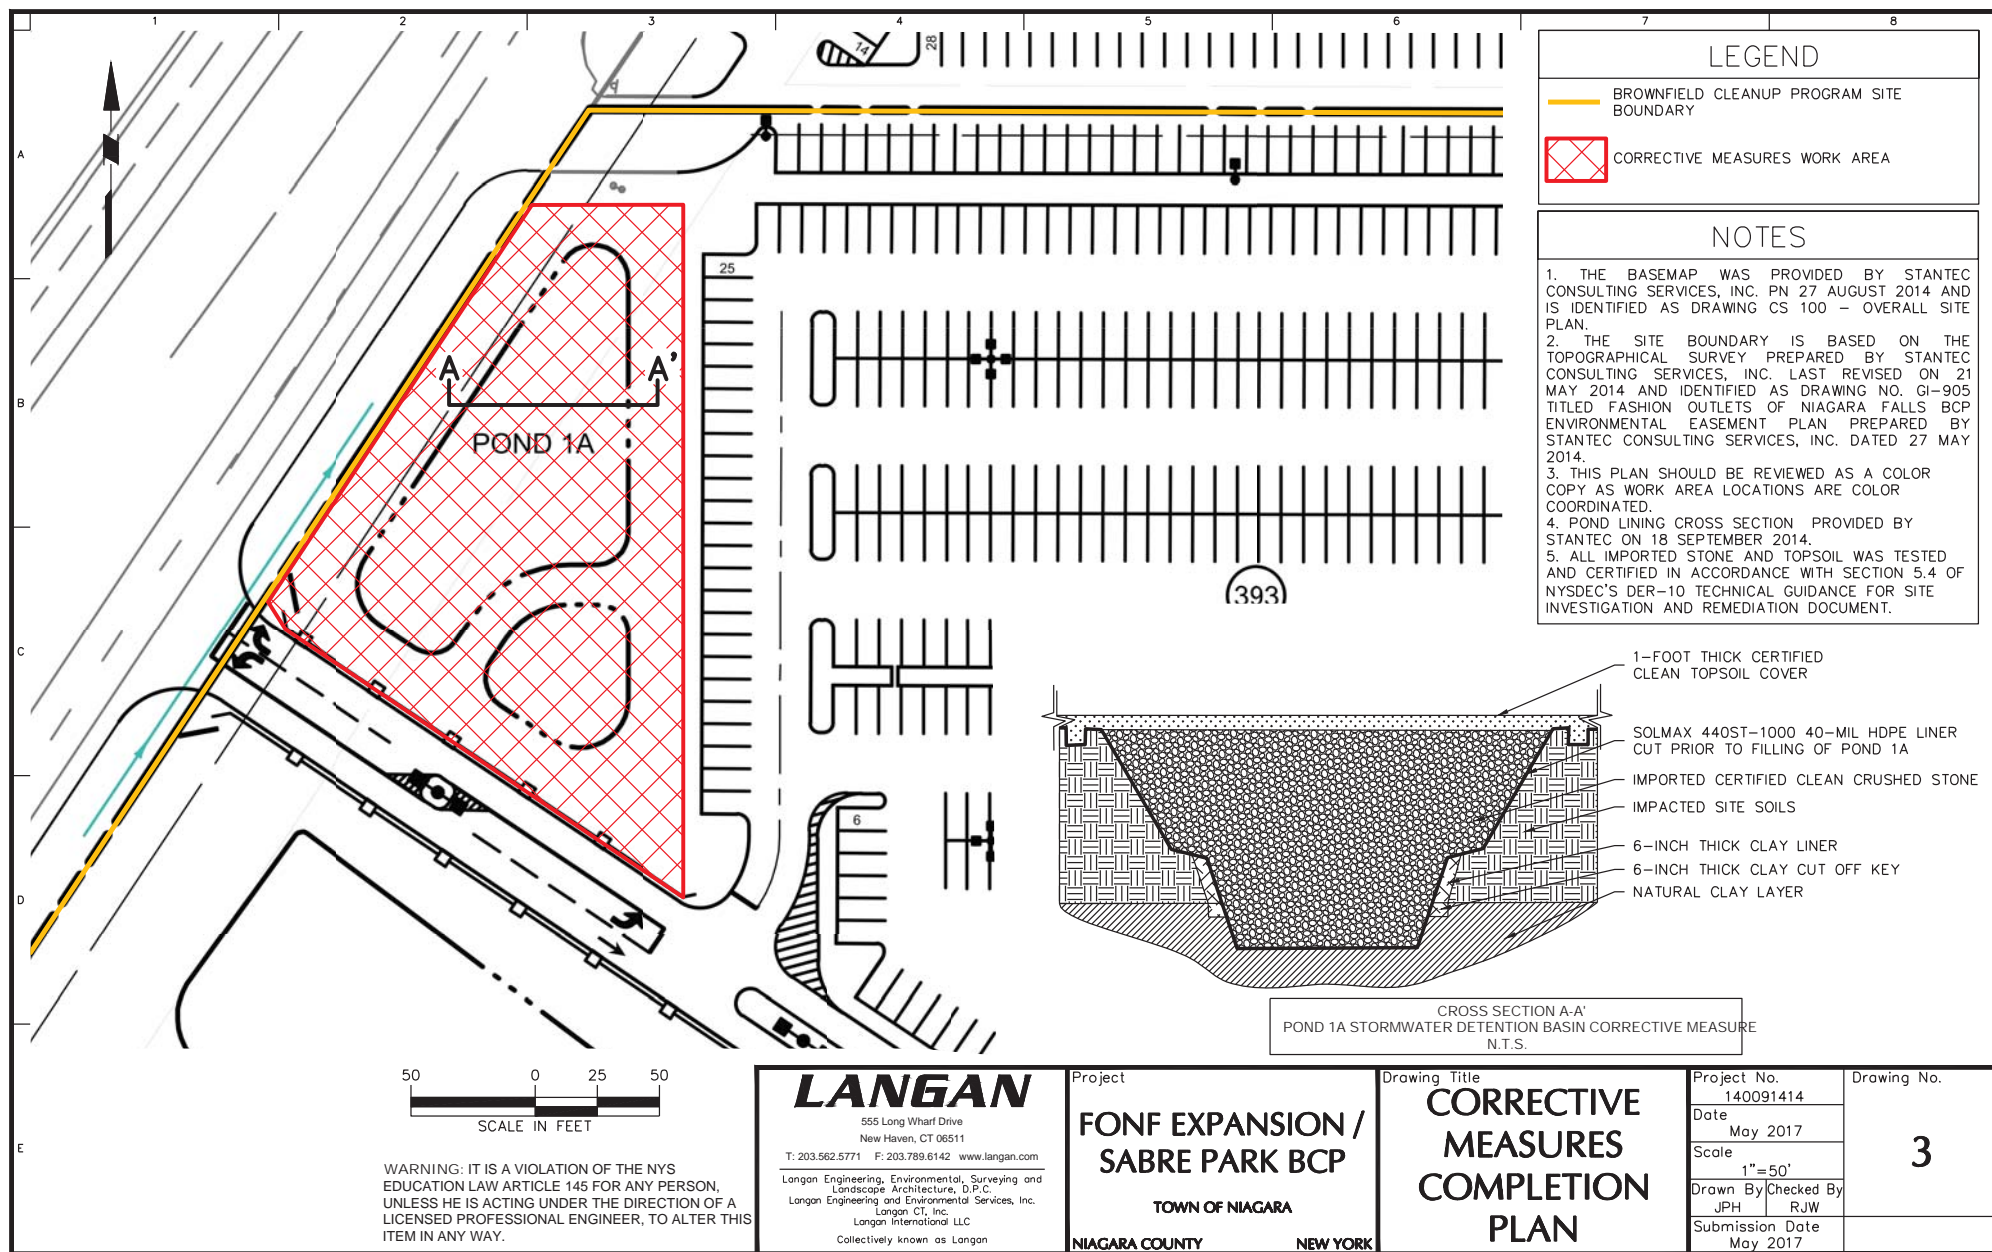 1 2 3 4 5 6 7 8
A
B
C
D
E
14
28
25
A A'
POND 1A
393
6
LEGEND
BROWNFIELD CLEANUP PROGRAM SITE
BOUNDARY
CORRECTIVE MEASURES WORK AREA
NOTES
1. THE BASEMAP WAS PROVIDED BY STANTEC
CONSULTING SERVICES, INC. PN 27 AUGUST 2014 AND
IS IDENTIFIED AS DRAWING CS 100 – OVERALL SITE
PLAN.
2. THE SITE BOUNDARY IS BASED ON THE
TOPOGRAPHICAL SURVEY PREPARED BY STANTEC
CONSULTING SERVICES, INC. LAST REVISED ON 21
MAY 2014 AND IDENTIFIED AS DRAWING NO. GI-905
TITLED FASHION OUTLETS OF NIAGARA FALLS BCP
ENVIRONMENTAL EASEMENT PLAN PREPARED BY
STANTEC CONSULTING SERVICES, INC. DATED 27 MAY
2014.
3. THIS PLAN SHOULD BE REVIEWED AS A COLOR
COPY AS WORK AREA LOCATIONS ARE COLOR
COORDINATED.
4. POND LINING CROSS SECTION PROVIDED BY
STANTEC ON 18 SEPTEMBER 2014.
5. ALL IMPORTED STONE AND TOPSOIL WAS TESTED
AND CERTIFIED IN ACCORDANCE WITH SECTION 5.4 OF
NYSDEC'S DER-10 TECHNICAL GUIDANCE FOR SITE
INVESTIGATION AND REMEDIATION DOCUMENT.
1-FOOT THICK CERTIFIED
CLEAN TOPSOIL COVER
SOLMAX 440ST-1000 40-MIL HDPE LINER
CUT PRIOR TO FILLING OF POND 1A
IMPORTED CERTIFIED CLEAN CRUSHED STONE
IMPACTED SITE SOILS
6-INCH THICK CLAY LINER
6-INCH THICK CLAY CUT OFF KEY
NATURAL CLAY LAYER
CROSS SECTION A-A'
POND 1A STORMWATER DETENTION BASIN CORRECTIVE MEASURE
N.T.S.
50 0 25 50
SCALE IN FEET
WARNING: IT IS A VIOLATION OF THE NYS
EDUCATION LAW ARTICLE 145 FOR ANY PERSON,
UNLESS HE IS ACTING UNDER THE DIRECTION OF A
LICENSED PROFESSIONAL ENGINEER, TO ALTER THIS
ITEM IN ANY WAY.
LANGAN
555 Long Wharf Drive
New Haven, CT 06511
T: 203.562.5771 F: 203.789.6142 www.langan.com
Langan Engineering, Environmental, Surveying and
Landscape Architecture, D.P.C.
Langan Engineering and Environmental Services, Inc.
Langan CT, Inc.
Langan International LLC
Collectively known as Langan
Project
FONF EXPANSION /
SABRE PARK BCP
TOWN OF NIAGARA
NIAGARA COUNTY NEW YORK
Drawing Title
CORRECTIVE
MEASURES
COMPLETION
PLAN
Project No.
140091414
Date
May 2017
Scale
1"=50'
Drawn By Checked By
JPH RJW
Submission Date
May 2017
Drawing No.
3